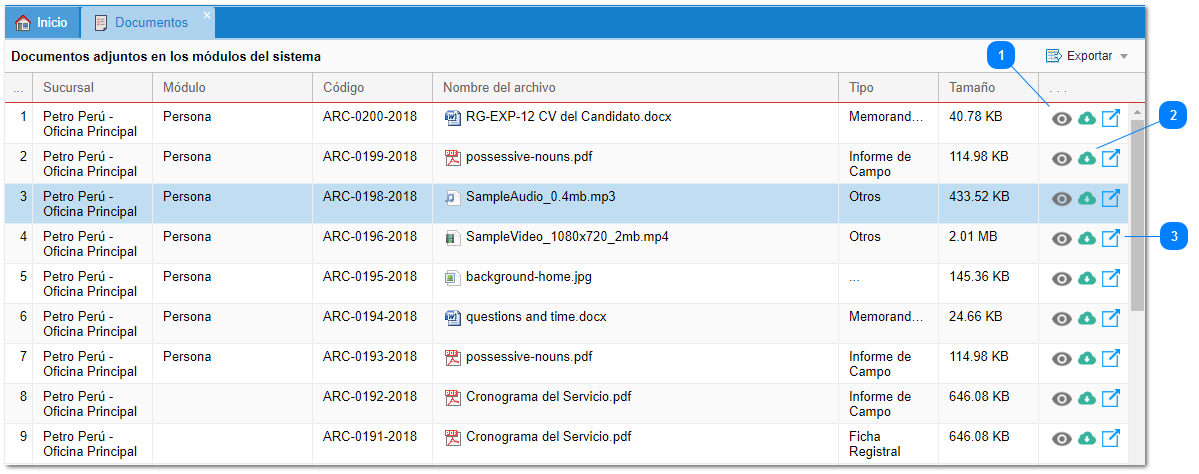 Inicio
Documentos
Documentos adjuntos en los módulos del sistema
1
Exportar
... Sucursal Módulo Código Nombre del archivo Tipo Tamaño ...
1 Petro Perú - Persona ARC-0200-2018 RG-EXP-12 CV del Candidato.docx Memorand... 40.78 KB
Oficina Principal
2
2 Petro Perú - Persona ARC-0199-2018 possessive-nouns.pdf Informe de 114.98 KB
Oficina Principal Campo
3 Petro Perú - Persona ARC-0198-2018 SampleAudio_0.4mb.mp3 Otros 433.52 KB
Oficina Principal
4 Petro Perú - Persona ARC-0196-2018 SampleVideo_1080x720_2mb.mp4 Otros 2.01 MB
Oficina Principal
3
5 Petro Perú - Persona ARC-0195-2018 background-home.jpg ... 145.36 KB
Oficina Principal
6 Petro Perú - Persona ARC-0194-2018 questions and time.docx Memorand... 24.66 KB
Oficina Principal
7 Petro Perú - Persona ARC-0193-2018 possessive-nouns.pdf Informe de 114.98 KB
Oficina Principal Campo
8 Petro Perú - ARC-0192-2018 Cronograma del Servicio.pdf Informe de 646.08 KB
Oficina Principal Campo
9 Petro Perú - ARC-0191-2018 Cronograma del Servicio.pdf Ficha 646.08 KB
Oficina Principal Registral